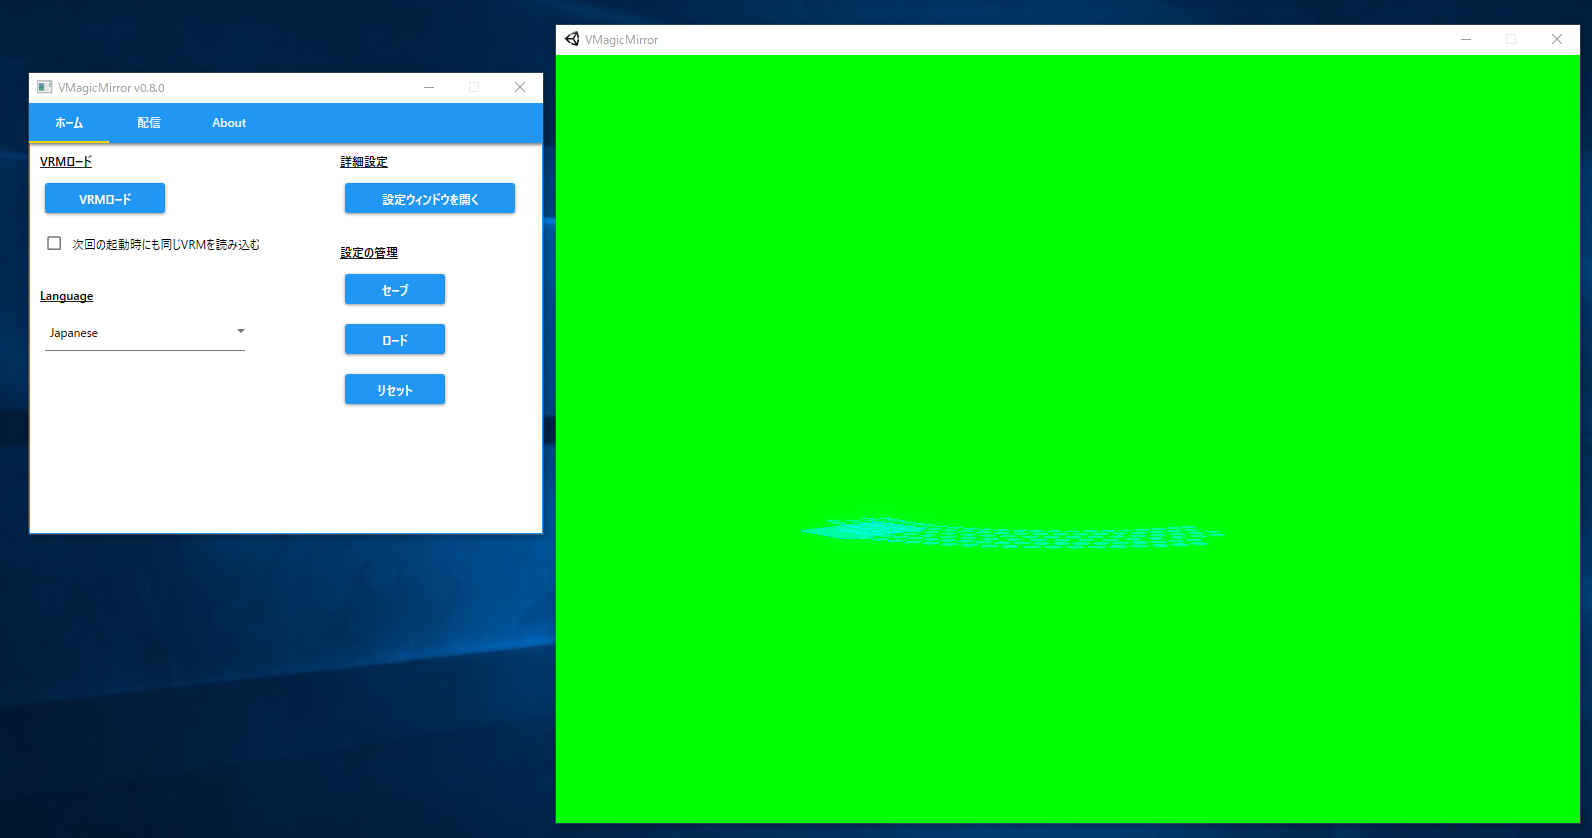 VMagicMirror
VMagicMirror v0.8.0
ホーム 配信 About
VRMロード
VRMロード
次回の起動時にも同じVRMを読み込む
Language
Japanese
詳細設定
設定ウィンドウを開く
設定の管理
セーブ
ロード
リセット